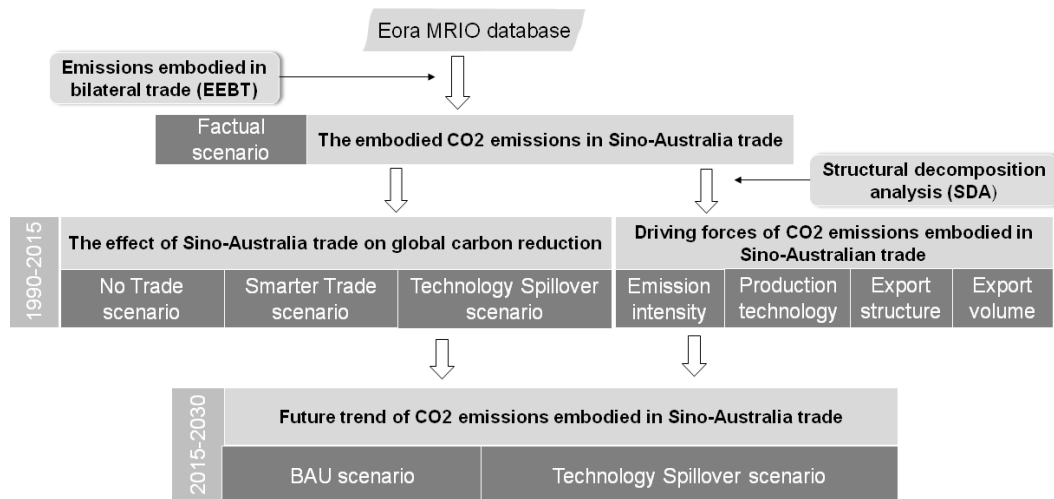 Eora MRIO database
Emissions embodied in
bilateral trade (EEBT)
Factual
scenario
The embodied CO2 emissions in Sino-Australia trade
Structural decomposition
analysis (SDA)
1990-2015
The effect of Sino-Australia trade on global carbon reduction
Driving forces of CO2 emissions embodied in
Sino-Australian trade
No Trade
scenario
Smarter Trade
scenario
Technology Spillover
scenario
Emission
intensity
Production
technology
Export
structure
Export
volume
2015-2030
Future trend of CO2 emissions embodied in Sino-Australia trade
BAU scenario
Technology Spillover scenario